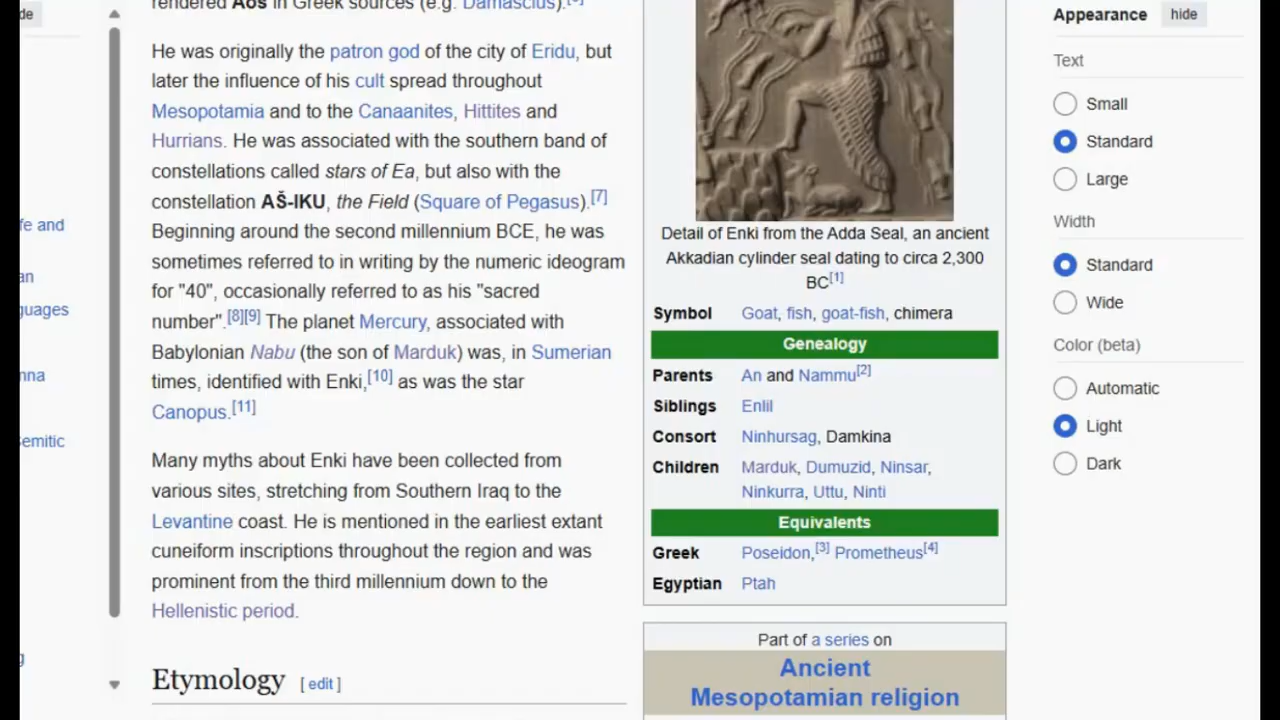 rendered Aos in Greek sources (e.g. Damascius).
He was originally the patron god of the city of Eridu, but
later the influence of his cult spread throughout
Mesopotamia and to the Canaanites, Hittites and
Hurrians. He was associated with the southern band of
constellations called stars of Ea, but also with the
constellation AŠ-IKU, the Field (Square of Pegasus).[7]
Beginning around the second millennium BCE, he was
sometimes referred to in writing by the numeric ideogram
for "40", occasionally referred to as his "sacred
number".[8][9] The planet Mercury, associated with
Babylonian Nabu (the son of Marduk) was, in Sumerian
times, identified with Enki,[10] as was the star
Canopus.[11]
Many myths about Enki have been collected from
various sites, stretching from Southern Iraq to the
Levantine coast. He is mentioned in the earliest extant
cuneiform inscriptions throughout the region and was
prominent from the third millennium down to the
Hellenistic period.
Etymology [ edit ]
Detail of Enki from the Adda Seal, an ancient
Akkadian cylinder seal dating to circa 2,300
BC[1]
Symbol Goat, fish, goat-fish, chimera
Genealogy
Parents An and Nammu[2]
Siblings Enlil
Consort Ninhursag, Damkina
Children Marduk, Dumuzid, Ninsar,
Ninkurra, Uttu, Ninti
Equivalents
Greek Poseidon,[3] Prometheus[4]
Egyptian Ptah
Part of a series on
Ancient
Mesopotamian religion
Appearance hide
Text
Small
Standard
Large
Width
Standard
Wide
Color (beta)
Automatic
Light
Dark